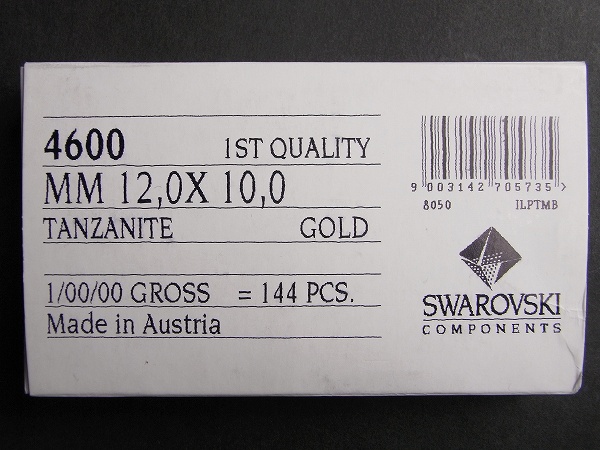 4600 1ST QUALITY
MM 12,0X 10,0
TANZANITE GOLD
1/00/00 GROSS = 144 PCS.
Made in Austria
9 003142 705735 >
8050 ILPTMB
SWAROVSKI
COMPONENTS